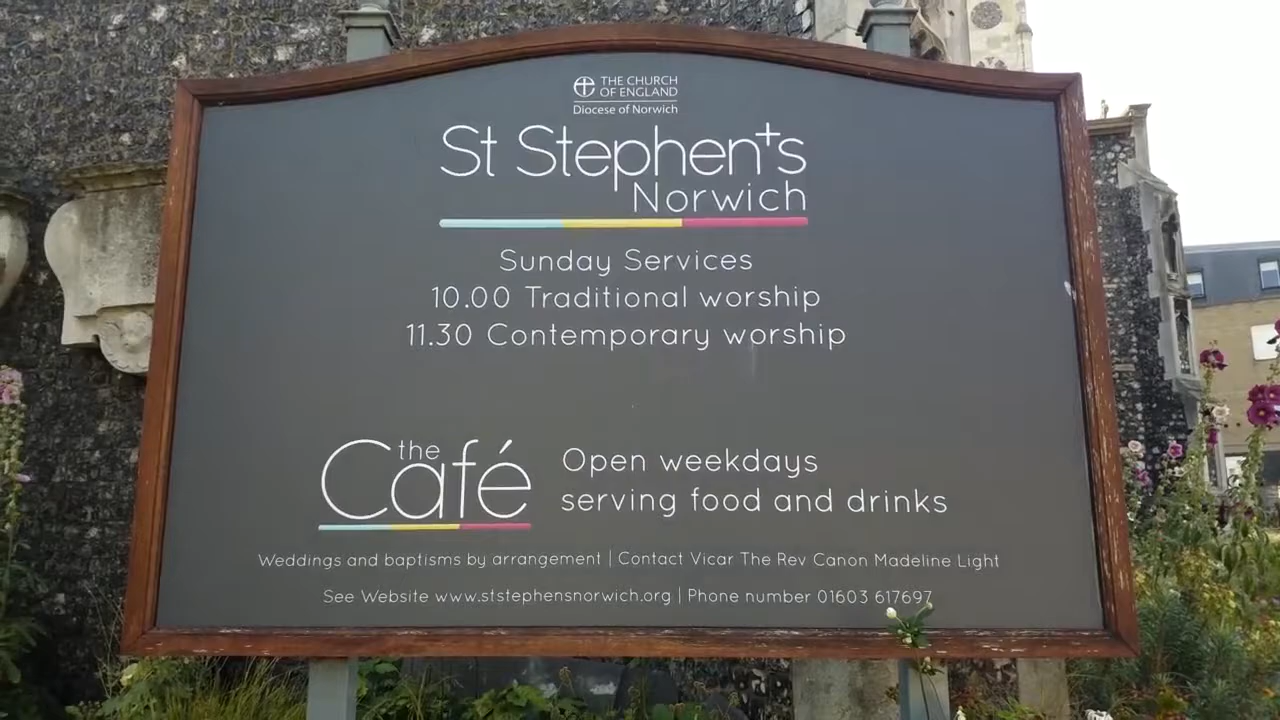 THE CHURCH
OF ENGLAND
Diocese of Norwich
St Stephen's
Norwich
Sunday Services
10.00 Traditional worship
11.30 Contemporary worship
the
Café
Open weekdays
serving food and drinks
Weddings and baptisms by arrangement | Contact Vicar The Rev Canon Madeline Light
See Website www.ststephensnorwich.org | Phone number 01603 617697